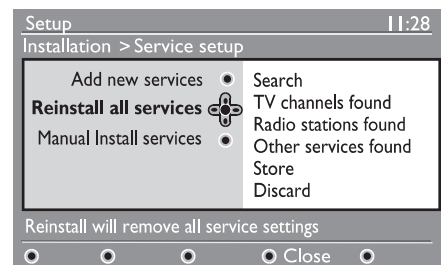 Setup 11:28
Installation > Service setup
Add new services
Reinstall all services
Manual Install services
Search
TV channels found
Radio stations found
Other services found
Store
Discard
Reinstall will remove all service settings
Close